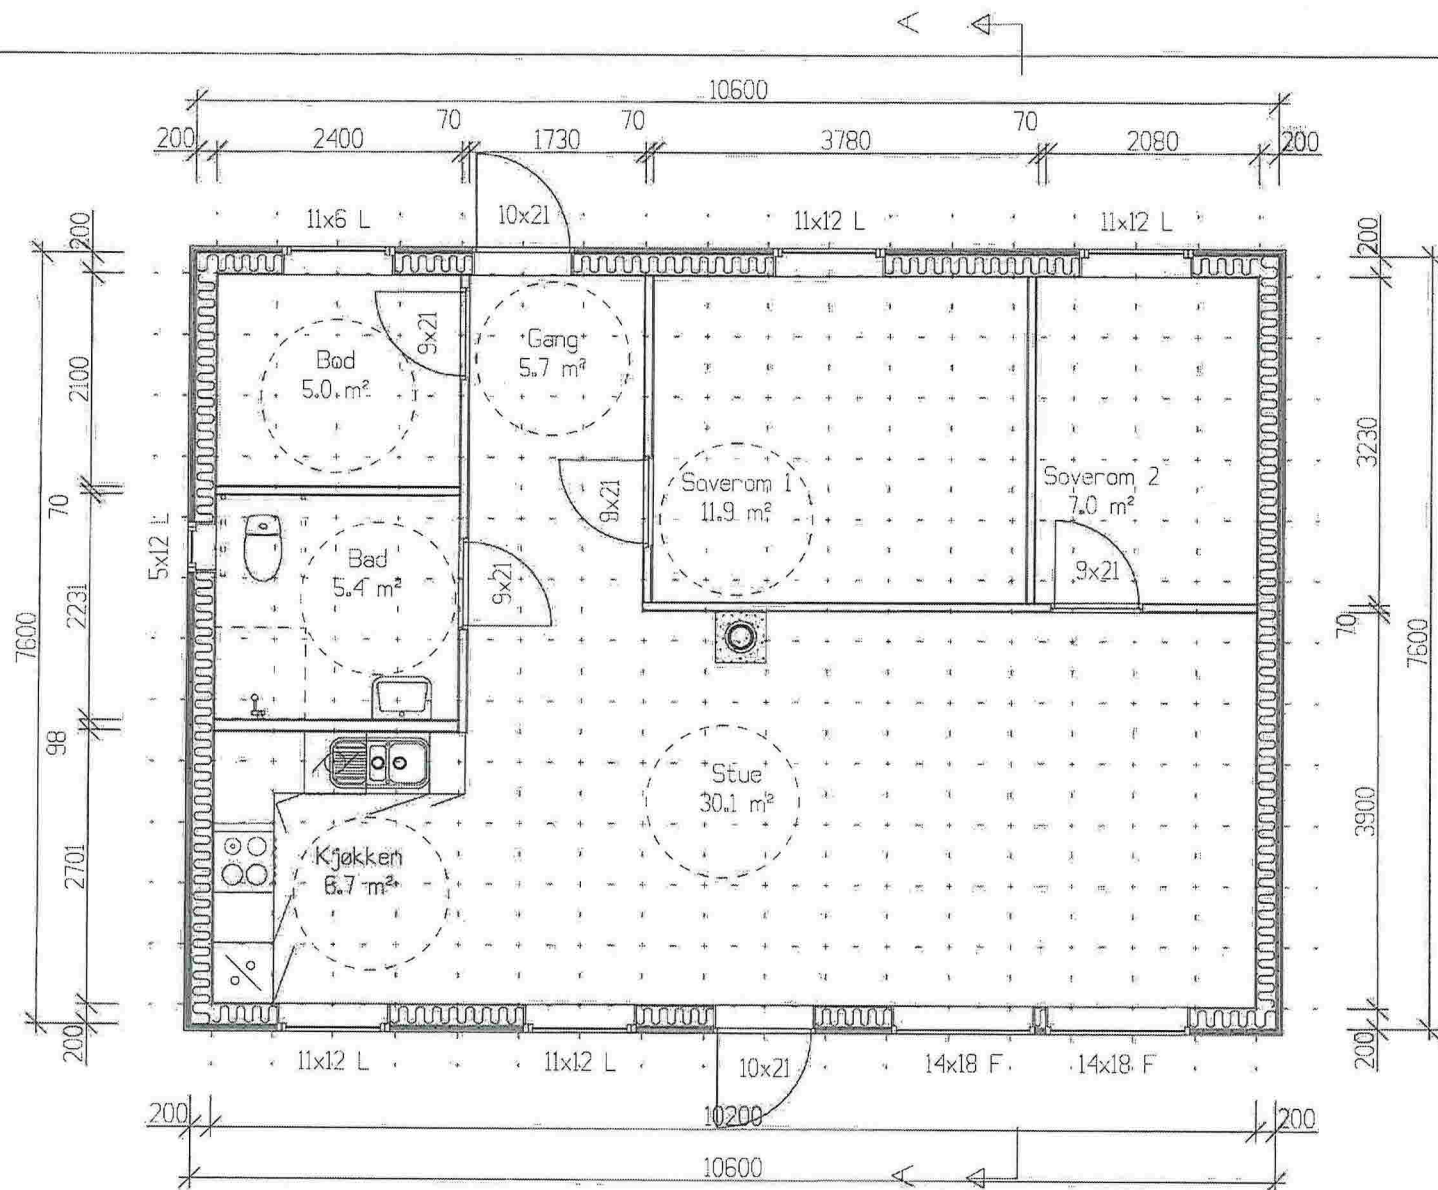 A
10600
70 70 70
200 2400 1730 3780 2080 200
11x6 L 10x21 11x12 L 11x12 L
200 200
9x21
Gang
5.7 m²
Bod
5.0 m²
7600 2100 3230 7600
Soverom 1
11.9 m²
Soverom 2
7.0 m²
70
9x21
5x12 L
Bad
5.4 m²
9x21
9x21
2231
70
98
Stue
30.1 m²
3900
Kjøkken
6.7 m²
2701
200 200
11x12 L 11x12 L 10x21 14x18 F 14x18 F
200 10200 200
10600
A